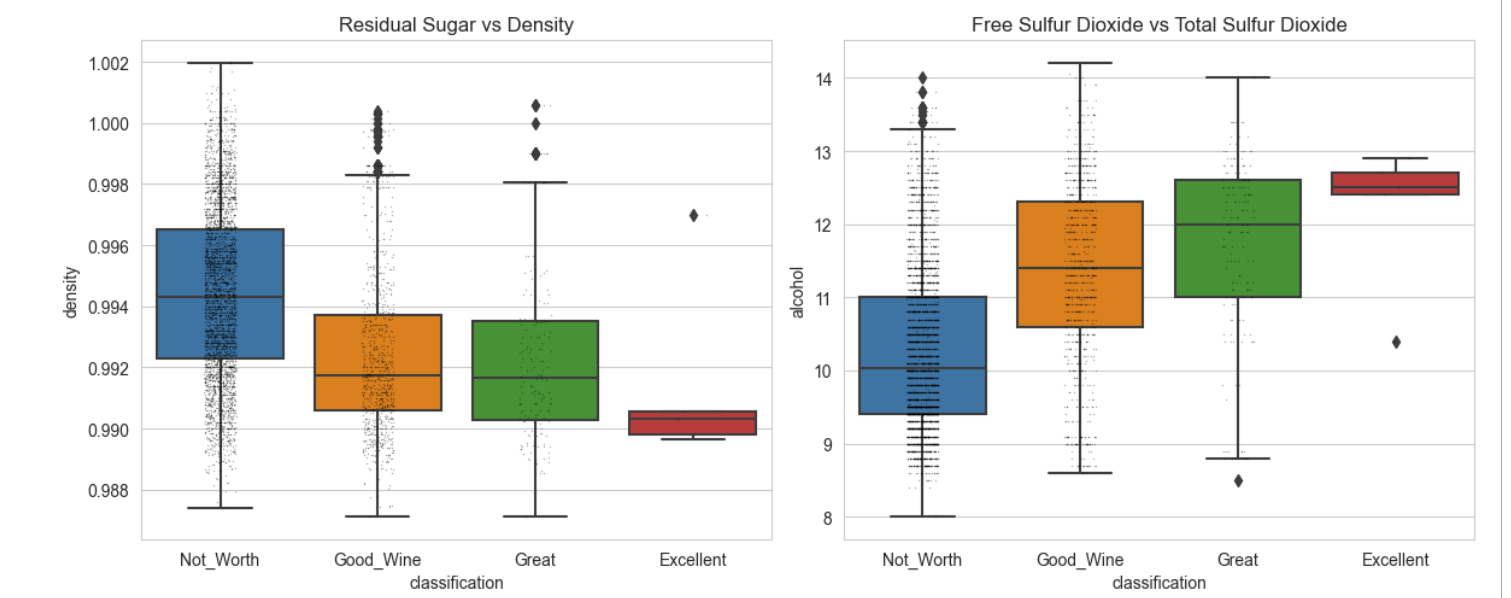 Residual Sugar vs Density
1.002
1.000
0.998
0.996
0.994
0.992
0.990
0.988
density
Not_Worth
Good_Wine
Great
Excellent
classification
Free Sulfur Dioxide vs Total Sulfur Dioxide
14
13
12
11
10
9
8
alcohol
Not_Worth
Good_Wine
Great
Excellent
classification